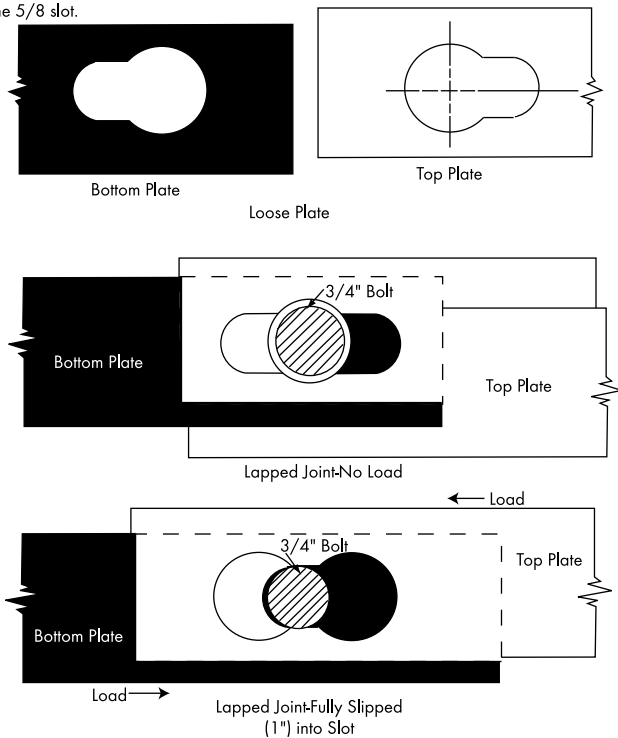 5/8 slot.
Bottom Plate
Top Plate
Loose Plate
3/4" Bolt
Bottom Plate
Top Plate
Lapped Joint-No Load
Load
3/4" Bolt
Top Plate
Bottom Plate
Load
Lapped Joint-Fully Slipped
(1") into Slot